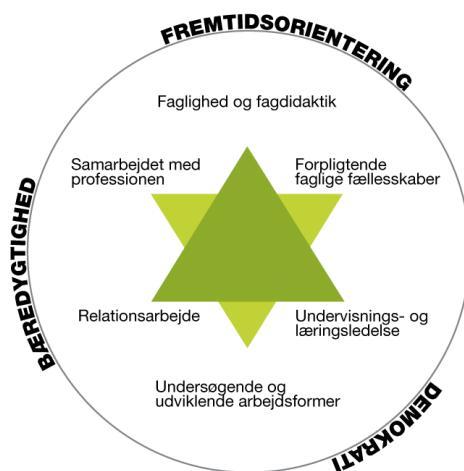 FREMTIDSORIENTERING
Faglighed og fagdidaktik
Samarbejdet med
professionen
Forpligtende
faglige fællesskaber
BÆREDYGTIGHED
Relationsarbejde
Undervisnings- og
læringsledelse
Undersøgende og
udviklende arbejdsformer
DEMOKRATI